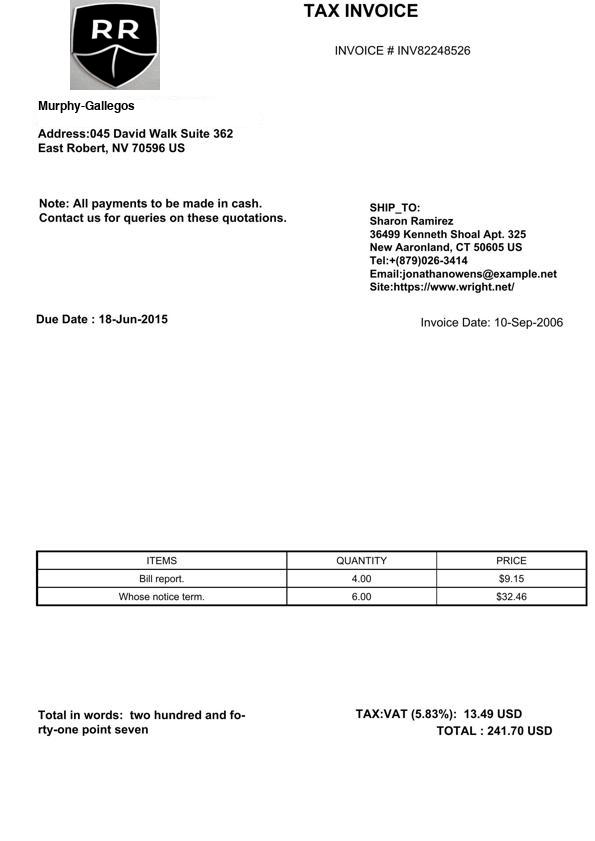 RR
TAX INVOICE
INVOICE # INV82248526
Murphy-Gallegos
Address:045 David Walk Suite 362
East Robert, NV 70596 US
Note: All payments to be made in cash.
Contact us for queries on these quotations.
SHIP_TO:
Sharon Ramirez
36499 Kenneth Shoal Apt. 325
New Aaronland, CT 50605 US
Tel:+(879)026-3414
Email:jonathanowens@example.net
Site:https://www.wright.net/
Due Date : 18-Jun-2015
Invoice Date: 10-Sep-2006
ITEMS QUANTITY PRICE
Bill report. 4.00 $9.15
Whose notice term. 6.00 $32.46
Total in words: two hundred and fo-
rty-one point seven
TAX:VAT (5.83%): 13.49 USD
TOTAL : 241.70 USD